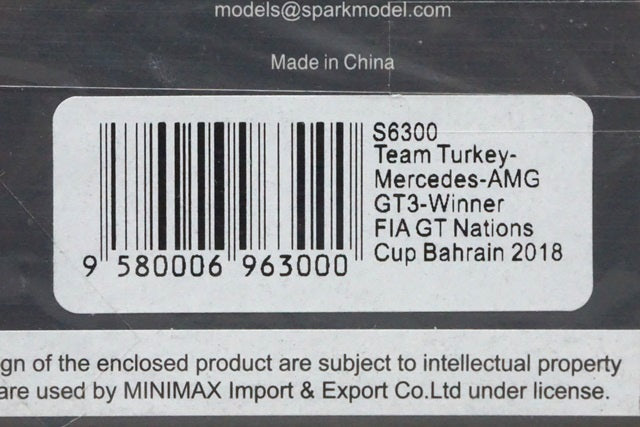 models@sparkmodel.com
Made in China
S6300
Team Turkey-
Mercedes-AMG
GT3-Winner
FIA GT Nations
Cup Bahrain 2018
9 580006 963000
gn of the enclosed product are subject to intellectual property
are used by MINIMAX Import & Export Co.Ltd under license.